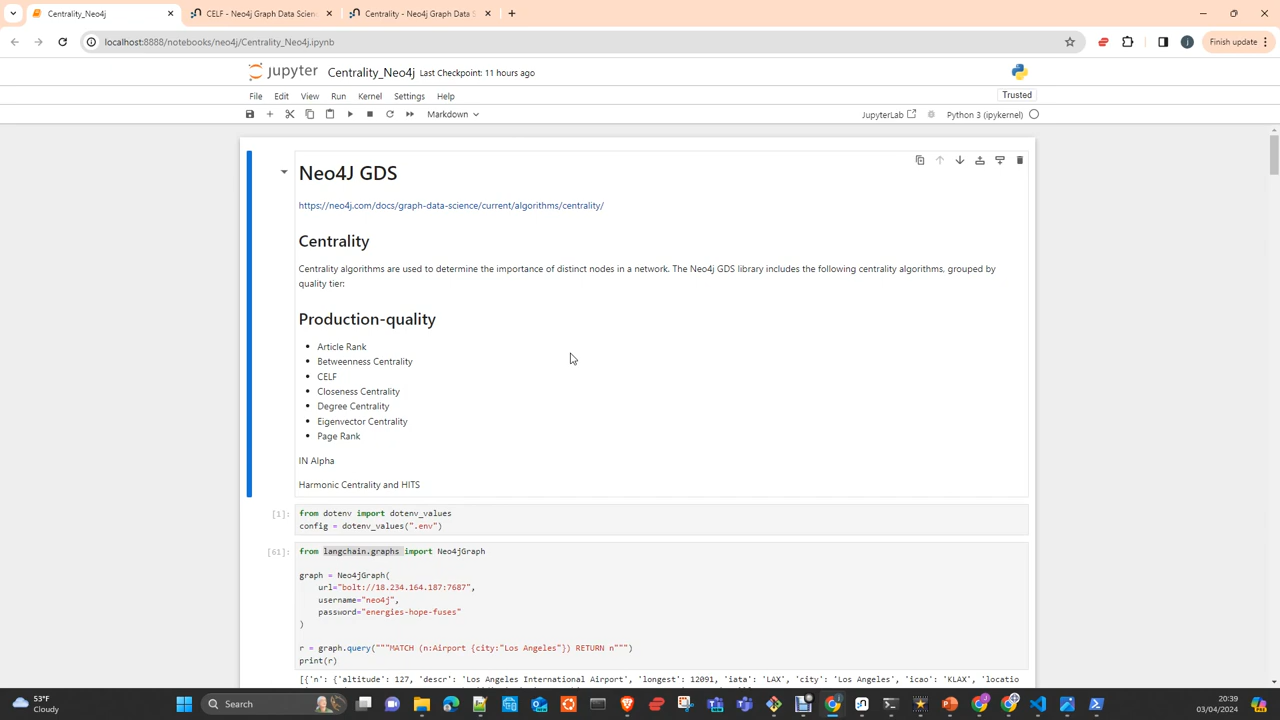 Centrality_Neo4j
CELF - Neo4j Graph Data Scien
Centrality - Neo4j Graph Data S
localhost:8888/notebooks/neo4j/Centrality_Neo4j.ipynb
Finish update
jupyter Centrality_Neo4j Last Checkpoint: 11 hours ago
File Edit View Run Kernel Settings Help
Trusted
Markdown
JupyterLab
Python 3 (ipykernel)
Neo4J GDS
https://neo4j.com/docs/graph-data-science/current/algorithms/centrality/
Centrality
Centrality algorithms are used to determine the importance of distinct nodes in a network. The Neo4j GDS library includes the following centrality algorithms, grouped by
quality tier:
Production-quality
• Article Rank
• Betweenness Centrality
• CELF
• Closeness Centrality
• Degree Centrality
• Eigenvector Centrality
• Page Rank
IN Alpha
Harmonic Centrality and HITS
[1]: from dotenv import dotenv_values
config = dotenv_values(".env")
[61]: from langchain.graphs import Neo4jGraph
graph = Neo4jGraph(
url="bolt://18.234.164.187:7687",
username="neo4j",
password="energies-hope-fuses"
)
r = graph.query("""MATCH (n:Airport {city:"Los Angeles"}) RETURN n""")
print(r)
[{'n': {'altitude': 127, 'descr': 'Los Angeles International Airport', 'longest': 12091, 'iata': 'LAX', 'city': 'Los Angeles', 'icao': 'KLAX', 'locatio
53°F
Cloudy
Search
20:39
03/04/2024